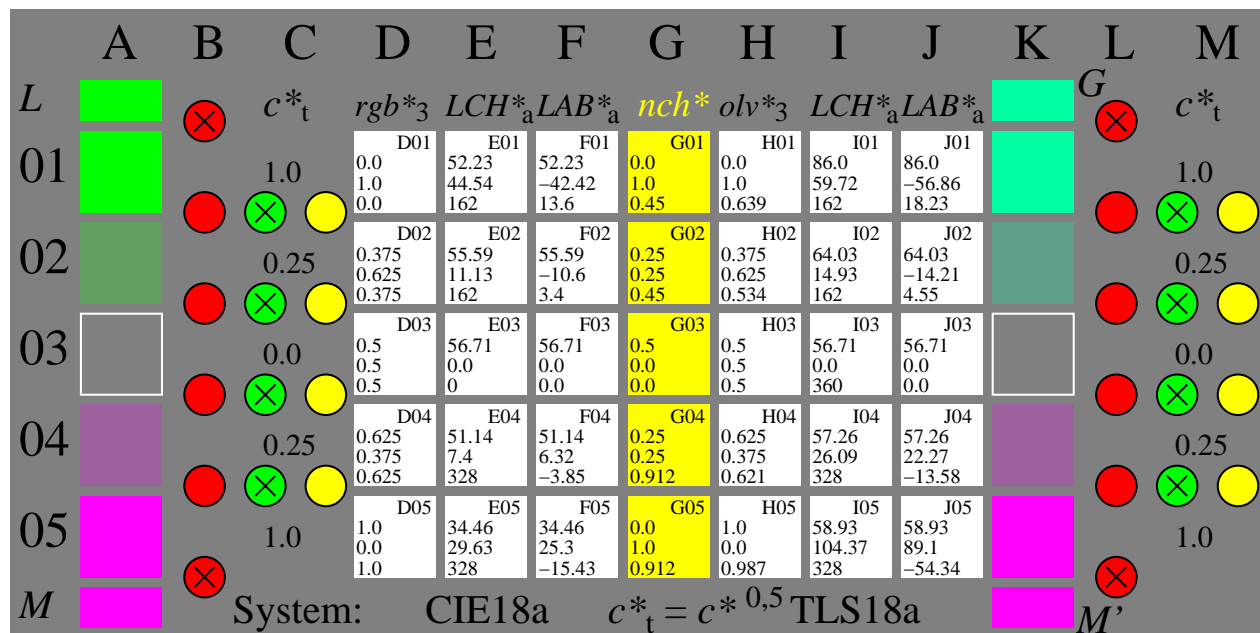 A B C D E F G H I J K L M
L c*t rgb*3 LCH*a LAB*a nch* olv*3 LCH*a LAB*a G c*t
D01 E01 F01 G01 H01 I01 J01
01 1.0 0.0 52.23 52.23 0.0 0.0 86.0 86.0 1.0
1.0 44.54 −42.42 1.0 1.0 59.72 −56.86
0.0 162 13.6 0.45 0.639 162 18.23
D02 E02 F02 G02 H02 I02 J02
02 0.25 0.375 55.59 55.59 0.25 0.375 64.03 64.03 0.25
0.625 11.13 −10.6 0.25 0.625 14.93 −14.21
0.375 162 3.4 0.45 0.534 162 4.55
D03 E03 F03 G03 H03 I03 J03
03 0.0 0.5 56.71 56.71 0.5 0.5 56.71 56.71 0.0
0.5 0.0 0.0 0.0 0.5 0.0 0.0
0.5 0 0.0 0.0 0.5 360 0.0
D04 E04 F04 G04 H04 I04 J04
04 0.25 0.625 51.14 51.14 0.25 0.625 57.26 57.26 0.25
0.375 7.4 6.32 0.25 0.375 26.09 22.27
0.625 328 −3.85 0.912 0.621 328 −13.58
D05 E05 F05 G05 H05 I05 J05
05 1.0 1.0 34.46 34.46 0.0 1.0 58.93 58.93 1.0
0.0 29.63 25.3 1.0 0.0 104.37 89.1
1.0 328 −15.43 0.912 0.987 328 −54.34
M System: CIE18a c*t = c* 0,5 TLS18a M’